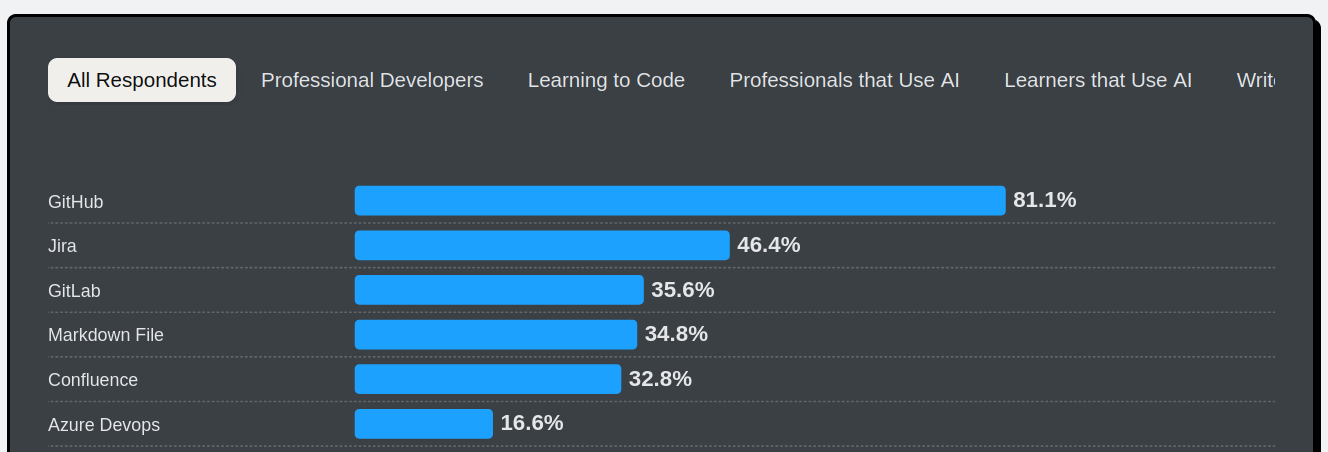 All Respondents Professional Developers Learning to Code Professionals that Use AI Learners that Use AI
GitHub 81.1%
Jira 46.4%
GitLab 35.6%
Markdown File 34.8%
Confluence 32.8%
Azure Devops 16.6%